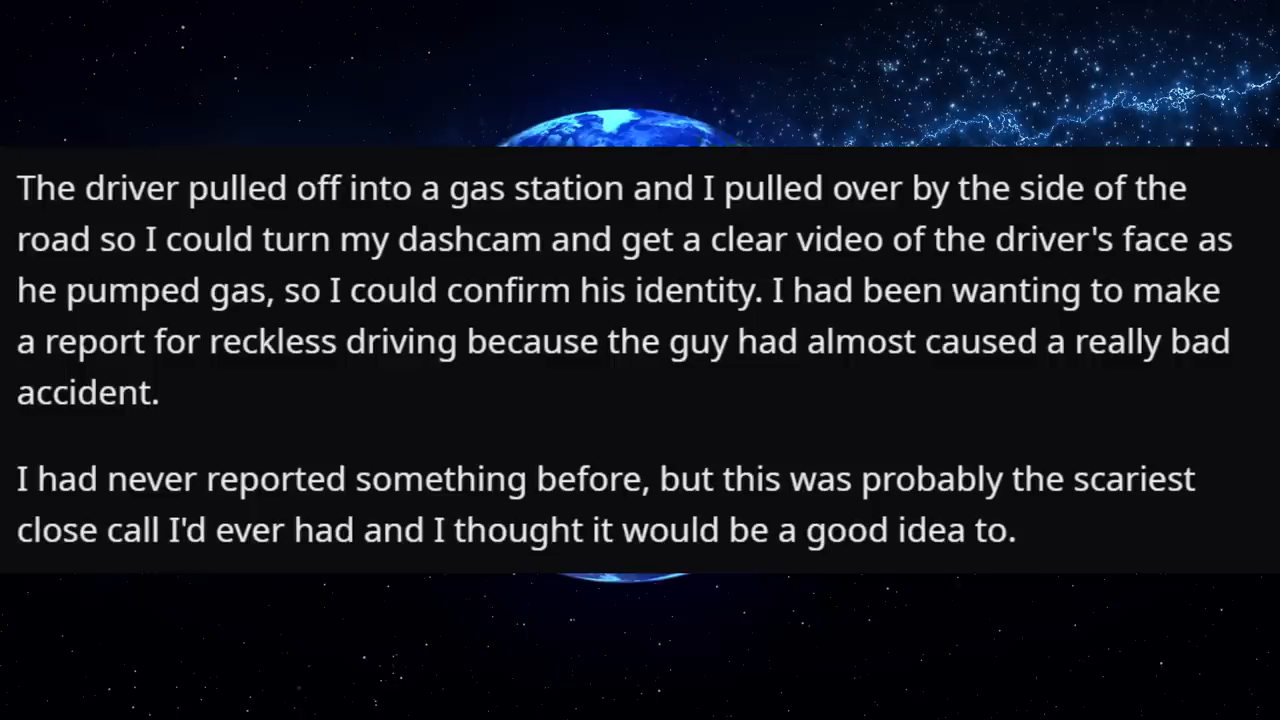 The driver pulled off into a gas station and I pulled over by the side of the
road so I could turn my dashcam and get a clear video of the driver's face as
he pumped gas, so I could confirm his identity. I had been wanting to make
a report for reckless driving because the guy had almost caused a really bad
accident.
I had never reported something before, but this was probably the scariest
close call I'd ever had and I thought it would be a good idea to.